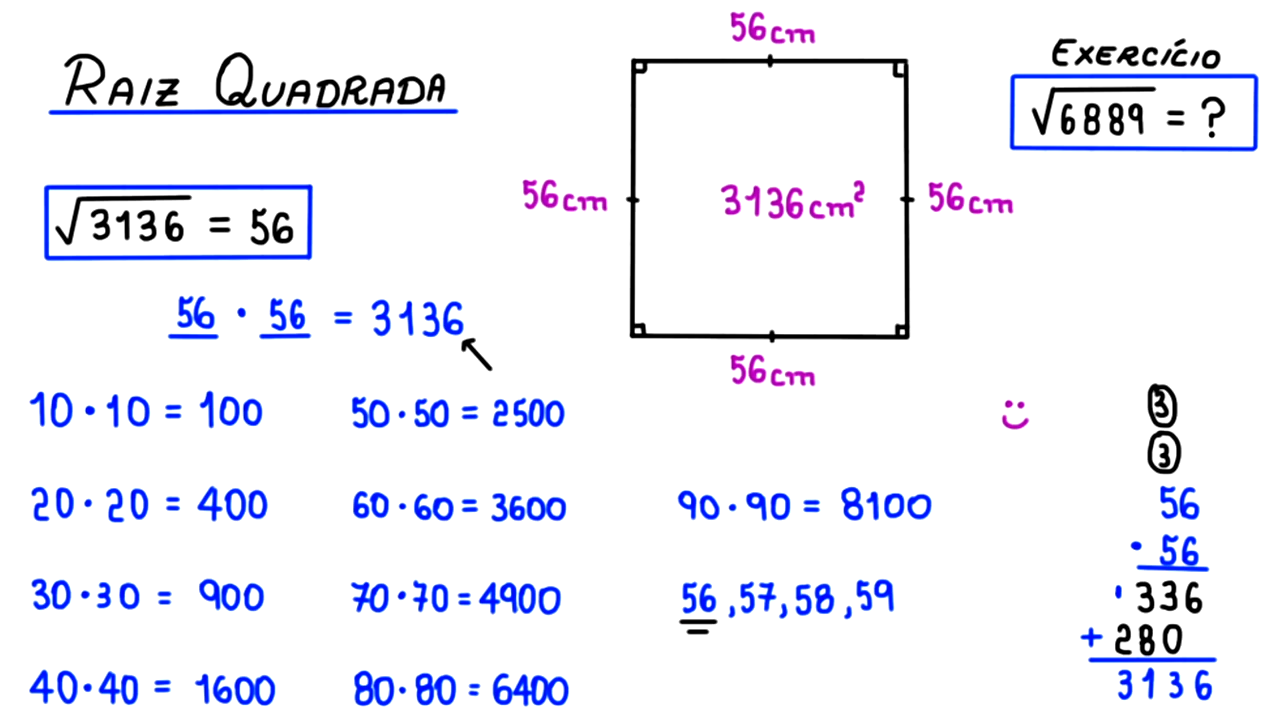 RAIZ QUADRADA
√3136 = 56
56 · 56 = 3136
10 · 10 = 100
20 · 20 = 400
30 · 30 = 900
40 · 40 = 1600
50 · 50 = 2500
60 · 60 = 3600
70 · 70 = 4900
80 · 80 = 6400
90 · 90 = 8100
56, 57, 58, 59
56cm
56cm
3136cm²
56cm
56cm
EXERCÍCIO
√6889 = ?
3
3
56
· 56
336
+ 280
3136